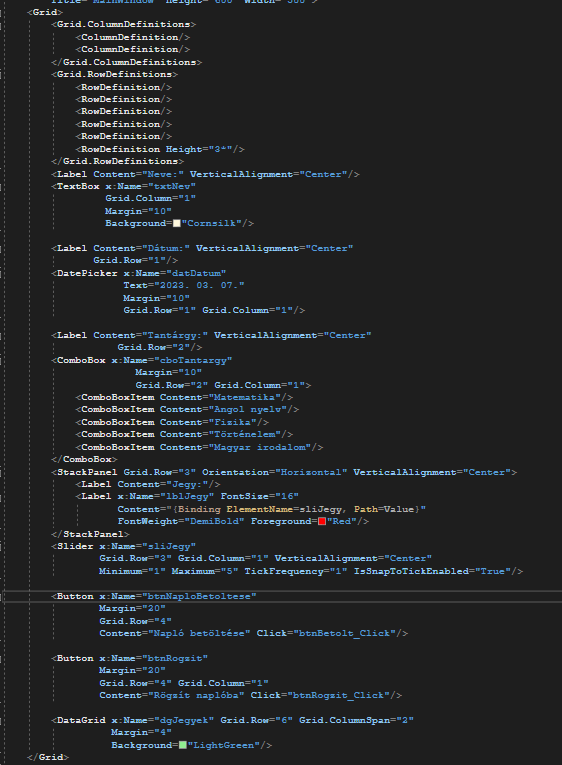 Title="MainWindow" Height="600" Width="500">
<Grid>
<Grid.ColumnDefinitions>
<ColumnDefinition/>
<ColumnDefinition/>
</Grid.ColumnDefinitions>
<Grid.RowDefinitions>
<RowDefinition/>
<RowDefinition/>
<RowDefinition/>
<RowDefinition/>
<RowDefinition/>
<RowDefinition Height="3*"/>
</Grid.RowDefinitions>
<Label Content="Neve:" VerticalAlignment="Center"/>
<TextBox x:Name="txtNev"
Grid.Column="1"
Margin="10"
Background="Cornsilk"/>
<Label Content="Dátum:" VerticalAlignment="Center"
Grid.Row="1"/>
<DatePicker x:Name="datDatum"
Text="2023. 03. 07."
Margin="10"
Grid.Row="1" Grid.Column="1"/>
<Label Content="Tantárgy:" VerticalAlignment="Center"
Grid.Row="2"/>
<ComboBox x:Name="cboTantargy"
Margin="10"
Grid.Row="2" Grid.Column="1">
<ComboBoxItem Content="Matematika"/>
<ComboBoxItem Content="Angol nyelv"/>
<ComboBoxItem Content="Fizika"/>
<ComboBoxItem Content="Történelem"/>
<ComboBoxItem Content="Magyar irodalom"/>
</ComboBox>
<StackPanel Grid.Row="3" Orientation="Horizontal" VerticalAlignment="Center">
<Label Content="Jegy:"/>
<Label x:Name="lblJegy" FontSize="16"
Content="{Binding ElementName=sliJegy, Path=Value}"
FontWeight="DemiBold" Foreground="Red"/>
</StackPanel>
<Slider x:Name="sliJegy"
Grid.Row="3" Grid.Column="1" VerticalAlignment="Center"
Minimum="1" Maximum="5" TickFrequency="1" IsSnapToTickEnabled="True"/>
<Button x:Name="btnNaploBetoltese"
Margin="20"
Grid.Row="4"
Content="Napló betöltése" Click="btnBetolt_Click"/>
<Button x:Name="btnRogzit"
Margin="20"
Grid.Row="4" Grid.Column="1"
Content="Rögzít naplóba" Click="btnRogzit_Click"/>
<DataGrid x:Name="dgJegyek" Grid.Row="6" Grid.ColumnSpan="2"
Margin="4"
Background="LightGreen"/>
</Grid>